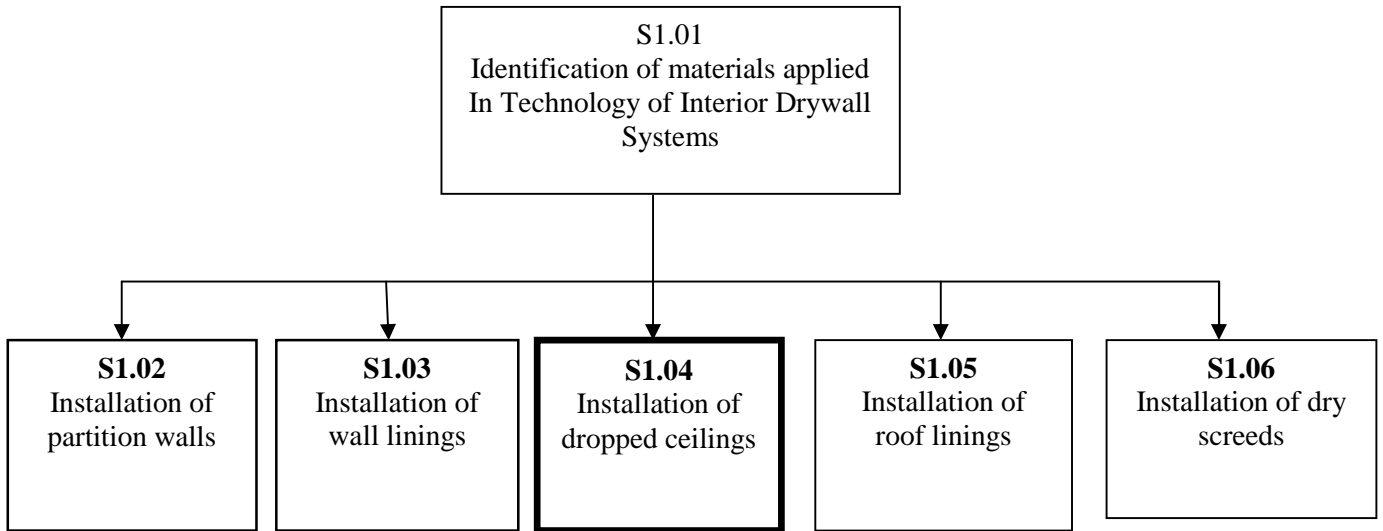 S1.01
Identification of materials applied
In Technology of Interior Drywall
Systems
S1.02
Installation of
partition walls
S1.03
Installation of
wall linings
S1.04
Installation of
dropped ceilings
S1.05
Installation of
roof linings
S1.06
Installation of dry
screeds